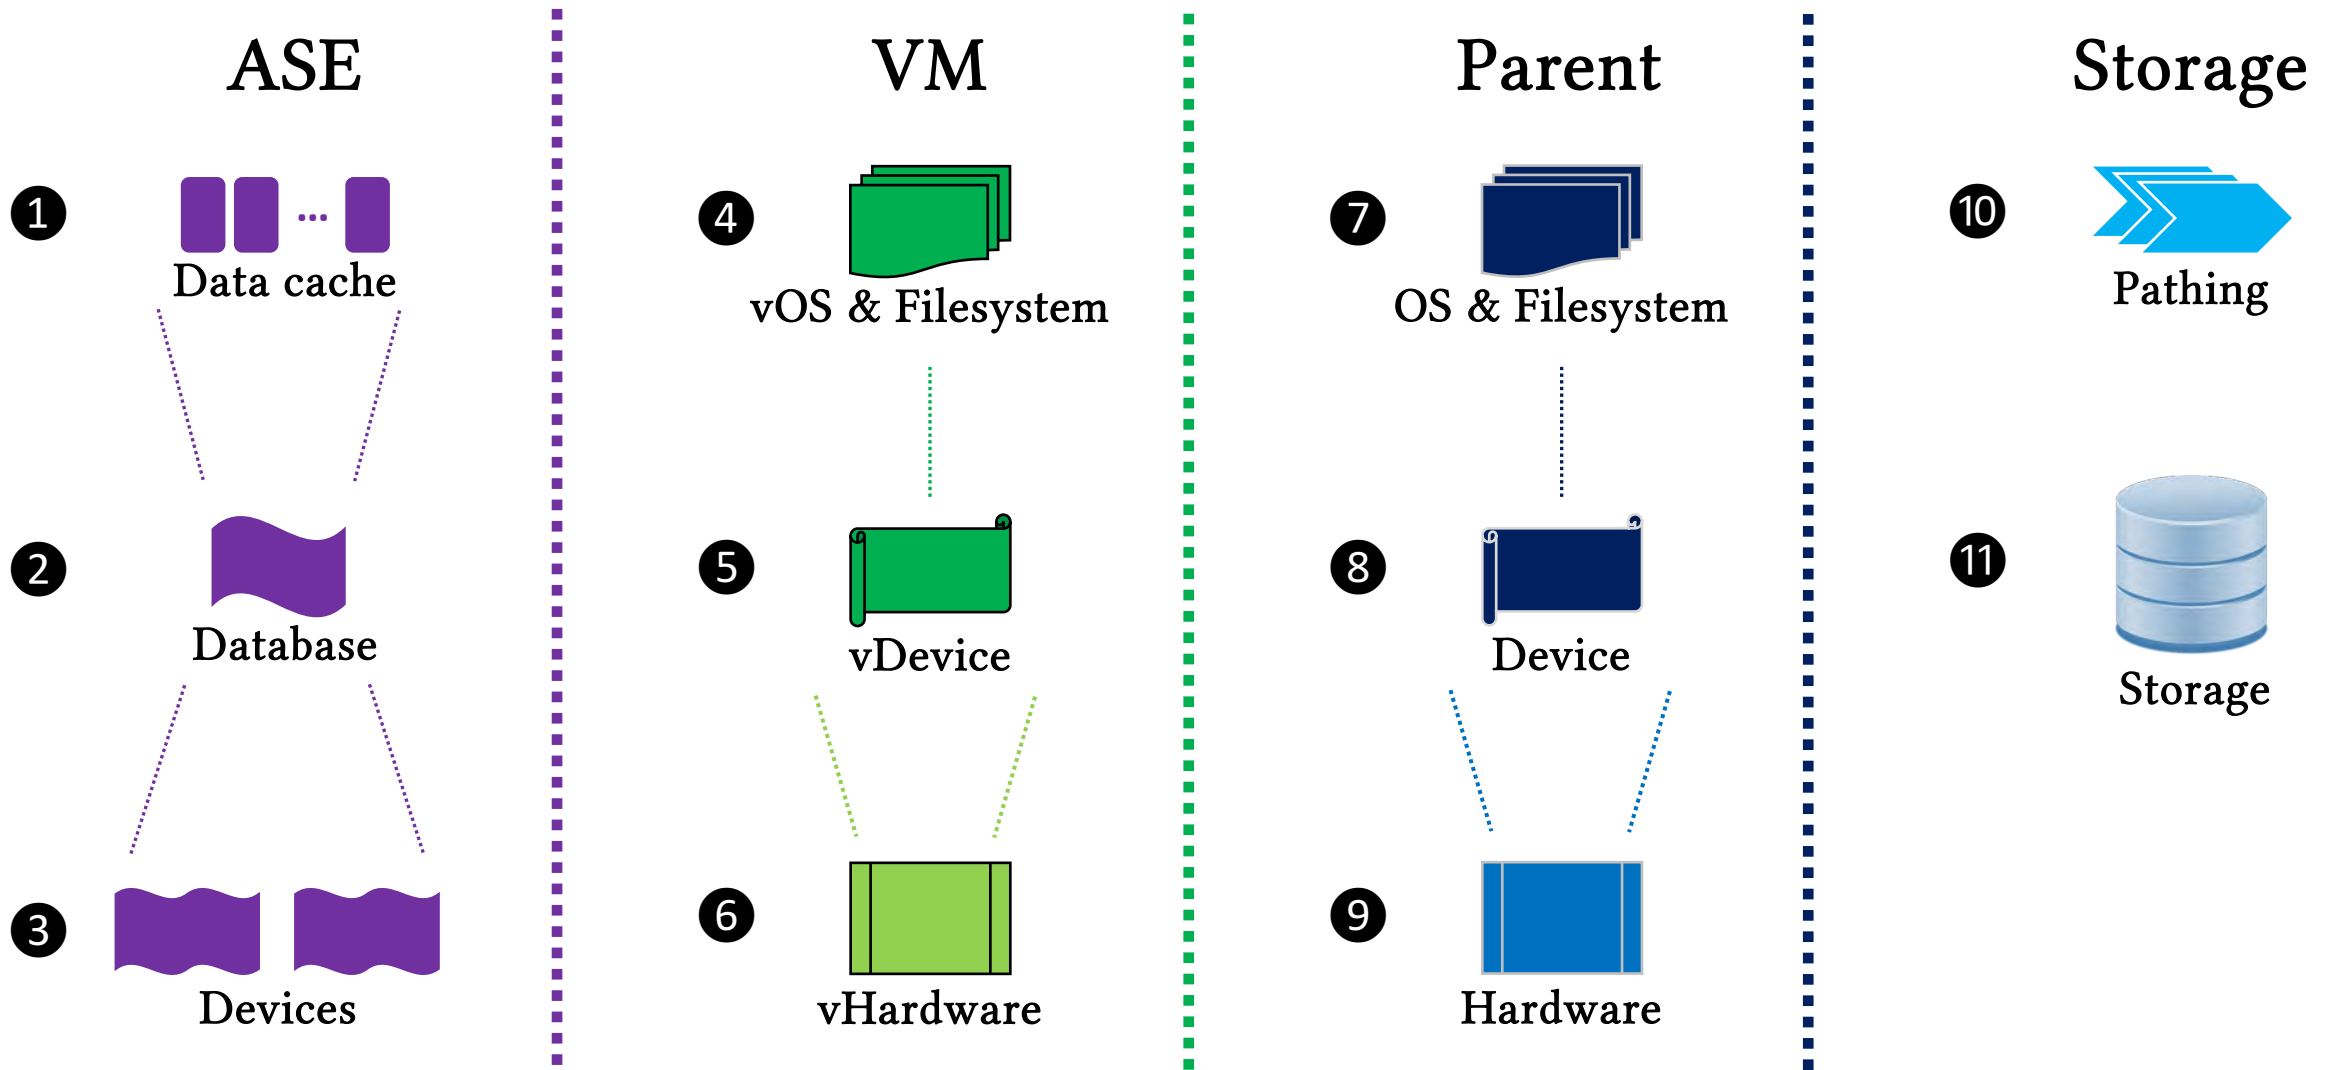 ASE
VM
Parent
Storage
1
Data cache
2
Database
3
Devices
4
vOS & Filesystem
5
vDevice
6
vHardware
7
OS & Filesystem
8
Device
9
Hardware
10
Pathing
11
Storage